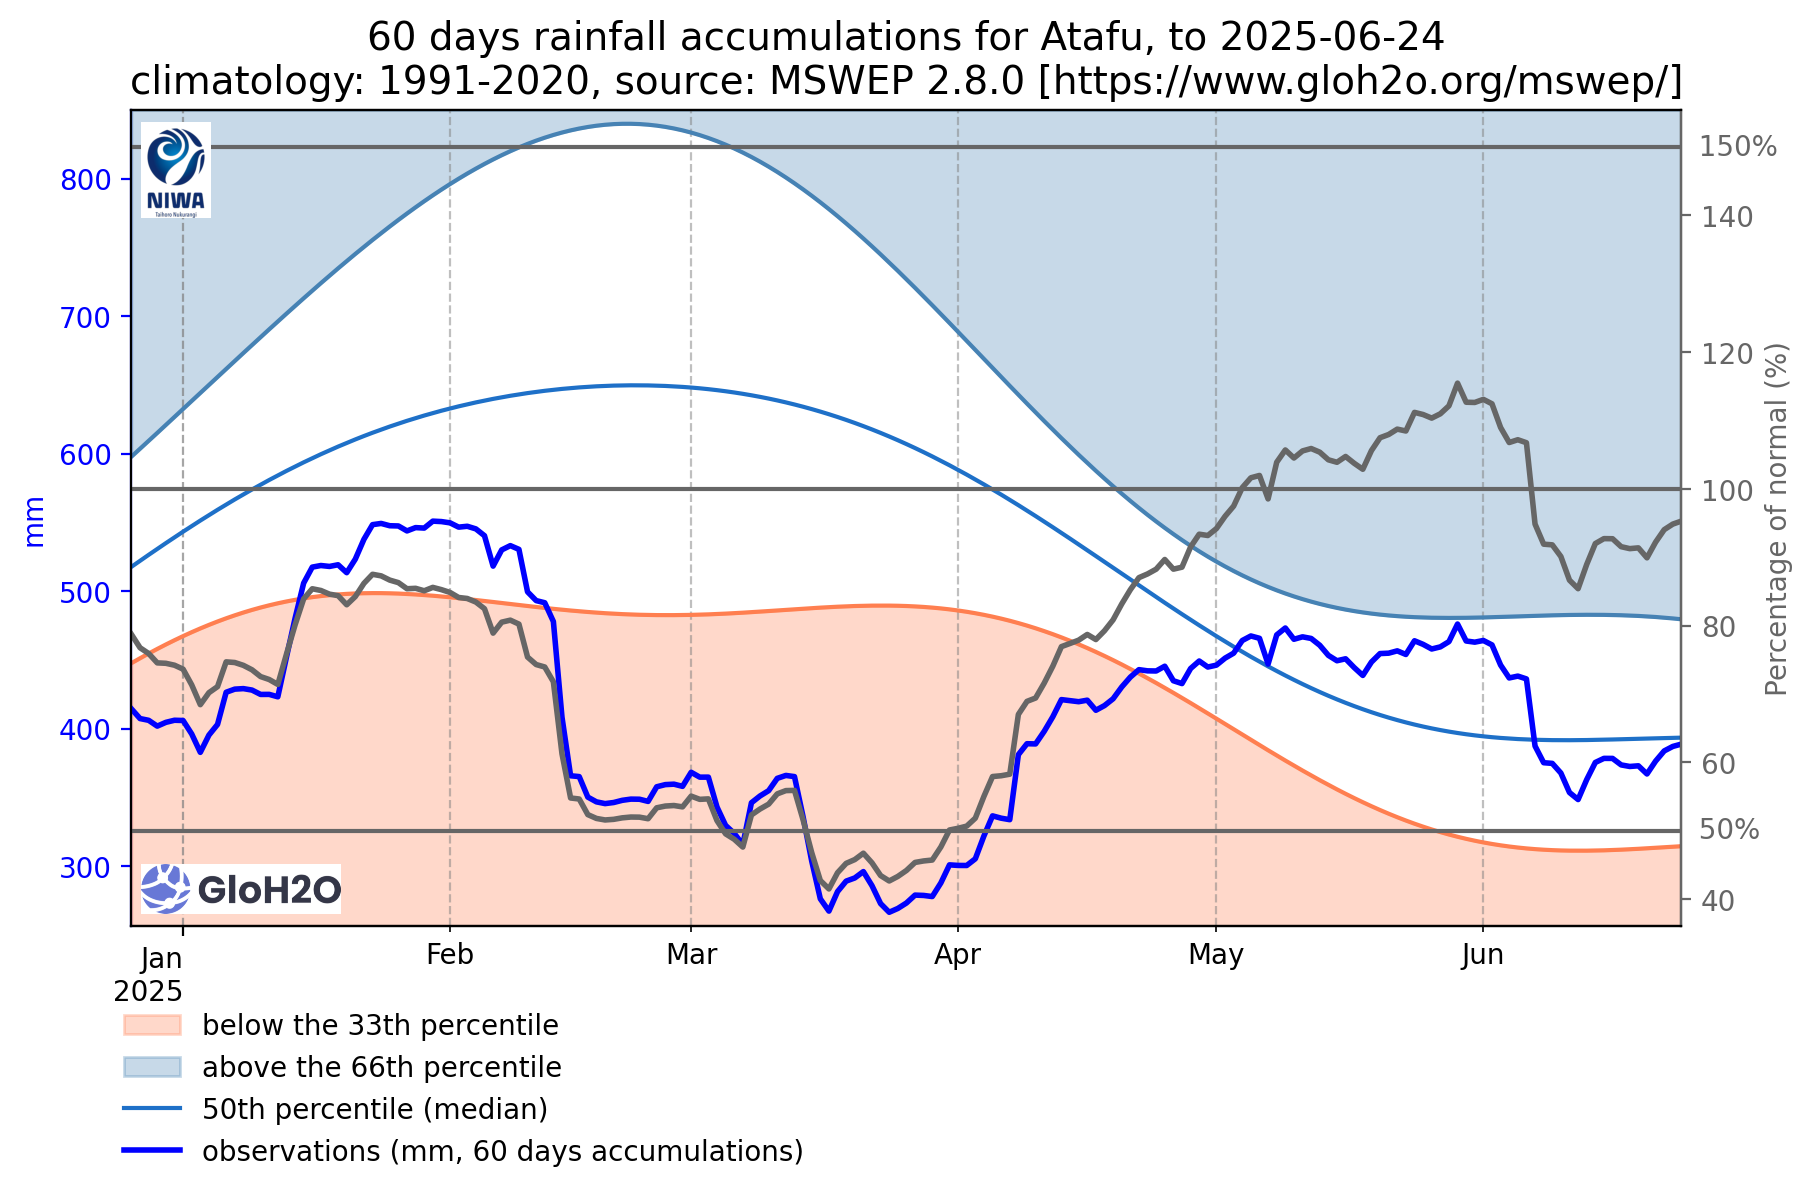 60 days rainfall accumulations for Atafu, to 2025-06-24
climatology: 1991-2020, source: MSWEP 2.8.0 [https://www.gloh2o.org/mswep/]
NIWA
Taihoro Nukurangi
800
700
600
500
400
300
mm
150%
140
120
100
80
60
50%
40
Percentage of normal (%)
GloH2O
Jan
2025
Feb
Mar
Apr
May
Jun
below the 33th percentile
above the 66th percentile
50th percentile (median)
observations (mm, 60 days accumulations)